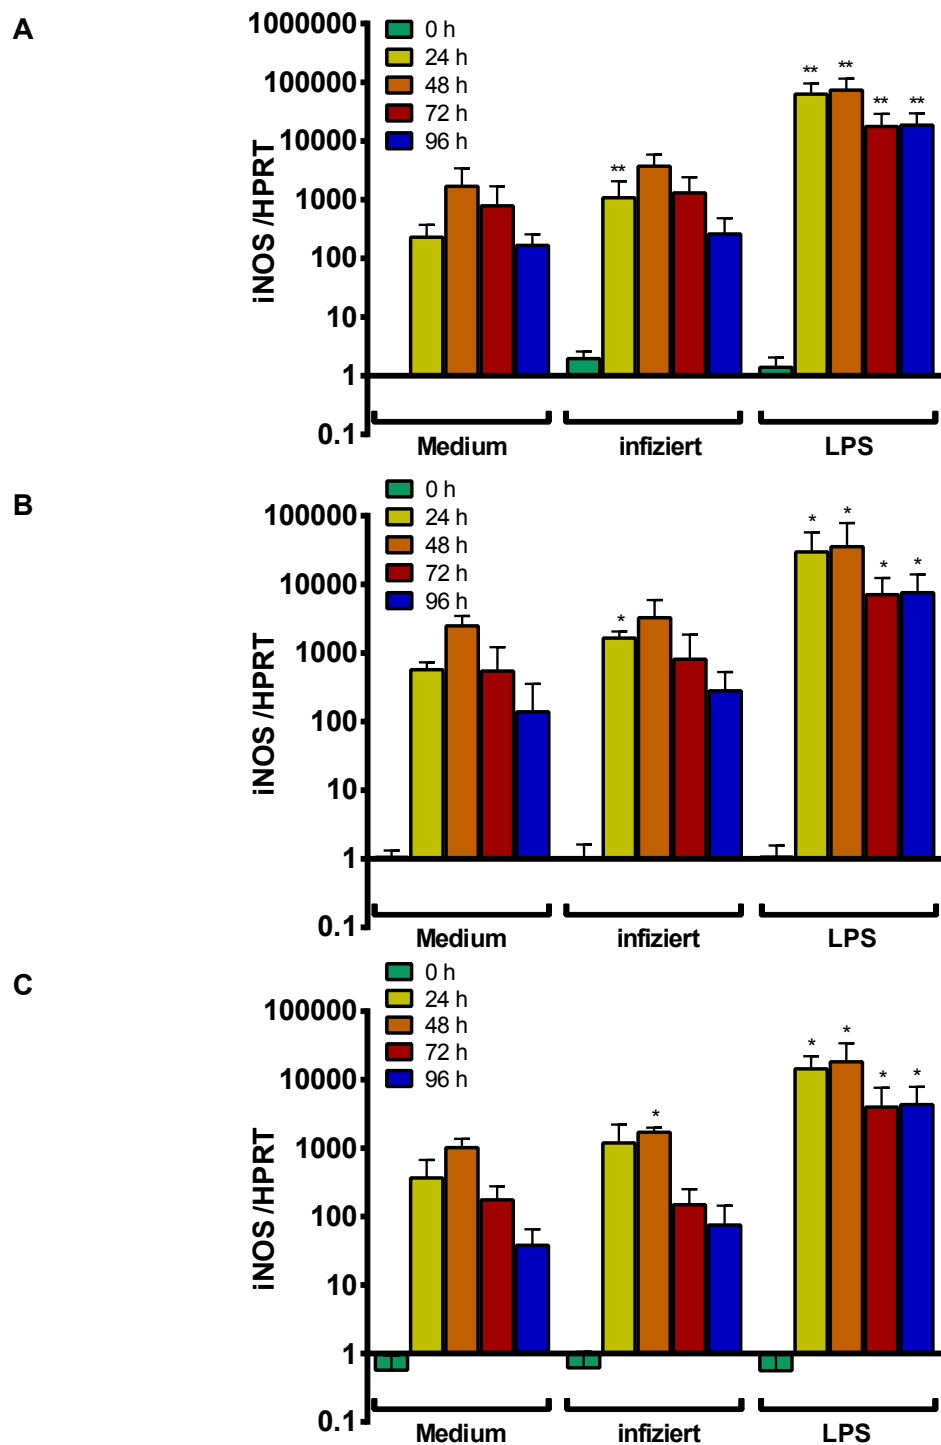 A
iNOS /HPRT
1000000
100000
10000
1000
100
10
1
0.1
0 h
24 h
48 h
72 h
96 h
** ** ** ** **
Medium infiziert LPS
B
iNOS /HPRT
100000
10000
1000
100
10
1
0.1
0 h
24 h
48 h
72 h
96 h
* * * * *
Medium infiziert LPS
C
iNOS /HPRT
100000
10000
1000
100
10
1
0.1
0 h
24 h
48 h
72 h
96 h
* * * * *
Medium infiziert LPS